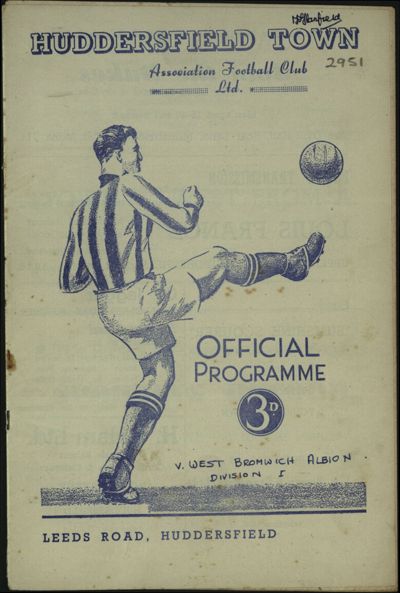 HUDDERSFIELD TOWN
2951
Association Football Club
Ltd.
OFFICIAL
PROGRAMME
3D
V. WEST BROMWICH ALBION.
DIVISION I
LEEDS ROAD, HUDDERSFIELD